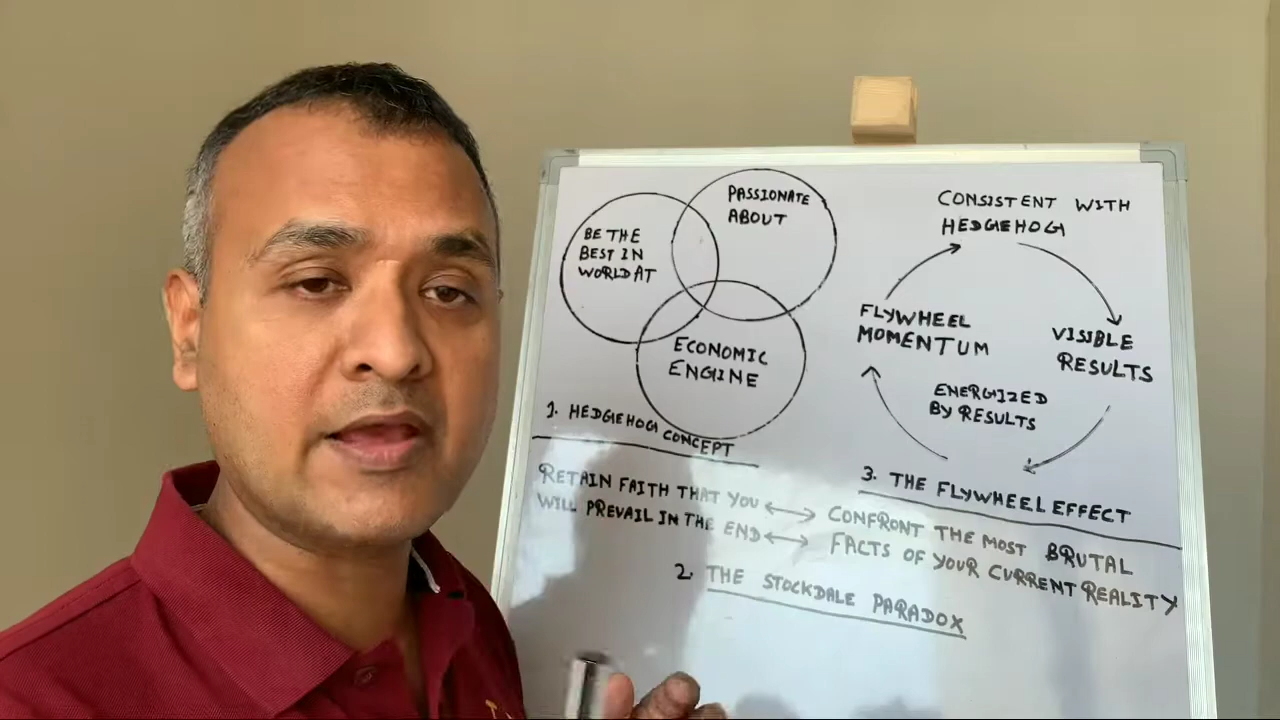 BE THE
BEST IN
WORLD AT
PASSIONATE
ABOUT
ECONOMIC
ENGINE
1. HEDGEHOG CONCEPT
CONSISTENT WITH
HEDGEHOG
VISIBLE
RESULTS
ENERGIZED
BY RESULTS
FLYWHEEL
MOMENTUM
3. THE FLYWHEEL EFFECT
RETAIN FAITH THAT YOU
WILL PREVAIL IN THE END
CONFRONT THE MOST BRUTAL
FACTS OF YOUR CURRENT REALITY
2. THE STOCKDALE PARADOX